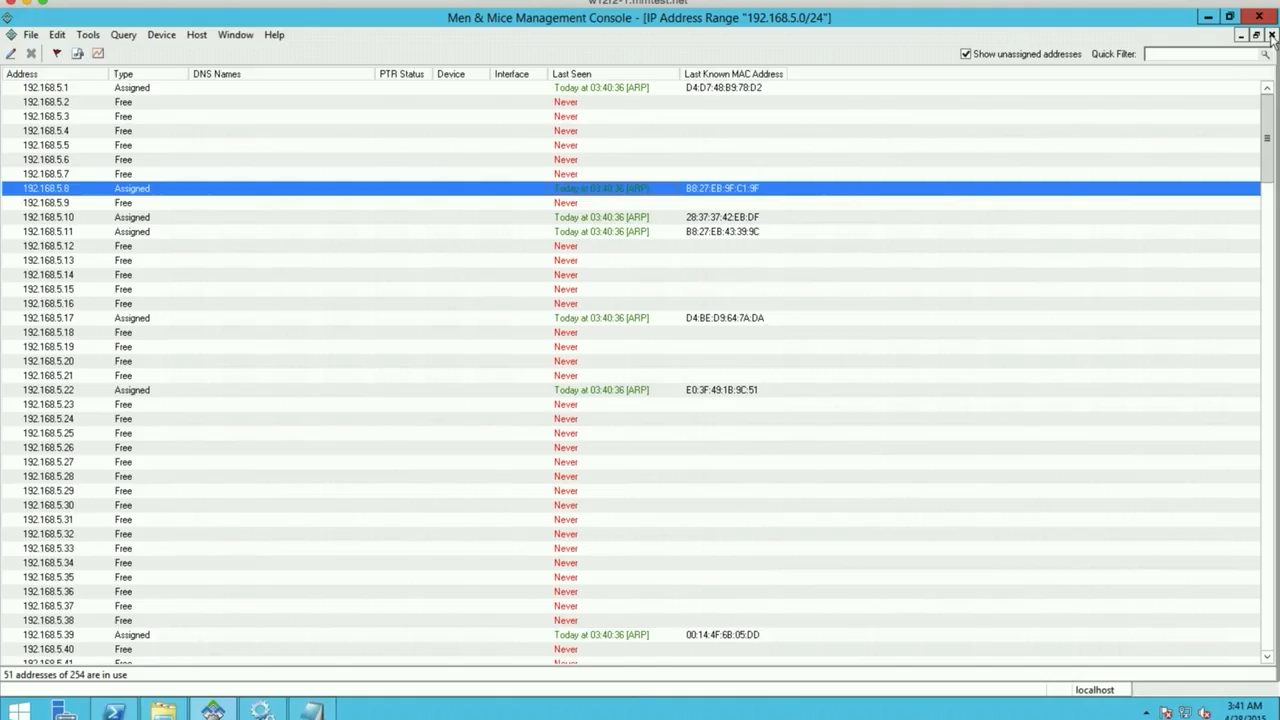 w12r2-1.mmtest.net
Men & Mice Management Console - [IP Address Range "192.168.5.0/24"]
File Edit Tools Query Device Host Window Help
Show unassigned addresses Quick Filter:
Address Type DNS Names PTR Status Device Interface Last Seen Last Known MAC Address
192.168.5.1 Assigned Today at 03:40:36 [ARP] D4:D7:48:B9:78:D2
192.168.5.2 Free Never
192.168.5.3 Free Never
192.168.5.4 Free Never
192.168.5.5 Free Never
192.168.5.6 Free Never
192.168.5.7 Free Never
192.168.5.8 Assigned Today at 03:40:36 [ARP] B8:27:EB:9F:C1:9F
192.168.5.9 Free Never
192.168.5.10 Assigned Today at 03:40:36 [ARP] 28:37:37:42:EB:DF
192.168.5.11 Assigned Today at 03:40:36 [ARP] B8:27:EB:43:39:9C
192.168.5.12 Free Never
192.168.5.13 Free Never
192.168.5.14 Free Never
192.168.5.15 Free Never
192.168.5.16 Free Never
192.168.5.17 Assigned Today at 03:40:36 [ARP] D4:BE:D9:64:7A:DA
192.168.5.18 Free Never
192.168.5.19 Free Never
192.168.5.20 Free Never
192.168.5.21 Free Never
192.168.5.22 Assigned Today at 03:40:36 [ARP] E0:3F:49:1B:9C:51
192.168.5.23 Free Never
192.168.5.24 Free Never
192.168.5.25 Free Never
192.168.5.26 Free Never
192.168.5.27 Free Never
192.168.5.28 Free Never
192.168.5.29 Free Never
192.168.5.30 Free Never
192.168.5.31 Free Never
192.168.5.32 Free Never
192.168.5.33 Free Never
192.168.5.34 Free Never
192.168.5.35 Free Never
192.168.5.36 Free Never
192.168.5.37 Free Never
192.168.5.38 Free Never
192.168.5.39 Assigned Today at 03:40:36 [ARP] 00:14:4F:6B:05:DD
192.168.5.40 Free Never
192.168.5.41 Free Never
51 addresses of 254 are in use
localhost
3:41 AM
4/28/2015